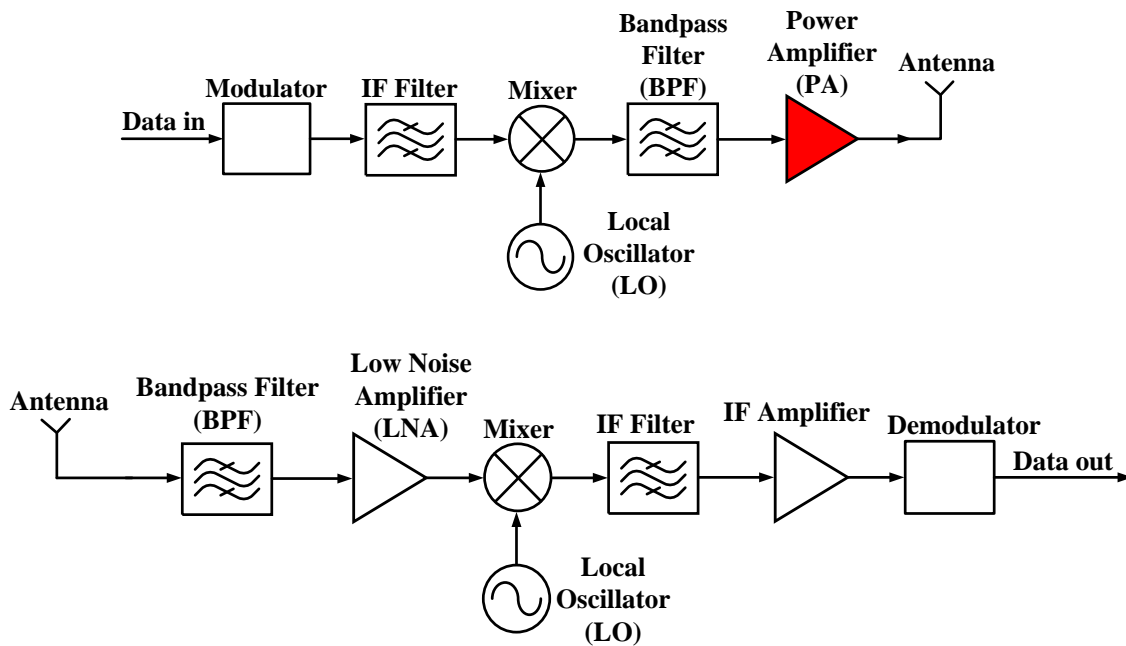 Data in
Modulator
IF Filter
Mixer
Local
Oscillator
(LO)
Bandpass
Filter
(BPF)
Power
Amplifier
(PA)
Antenna
Antenna
Bandpass Filter
(BPF)
Low Noise
Amplifier
(LNA)
Mixer
Local
Oscillator
(LO)
IF Filter
IF Amplifier
Demodulator
Data out